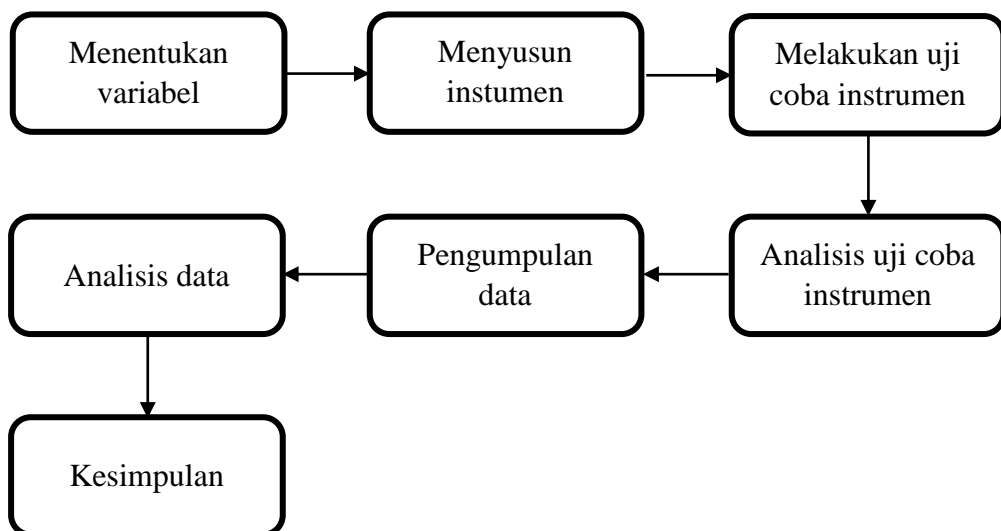 Menentukan
variabel
Menyusun
instumen
Melakukan uji
coba instrumen
Analisis uji coba
instrumen
Pengumpulan
data
Analisis data
Kesimpulan